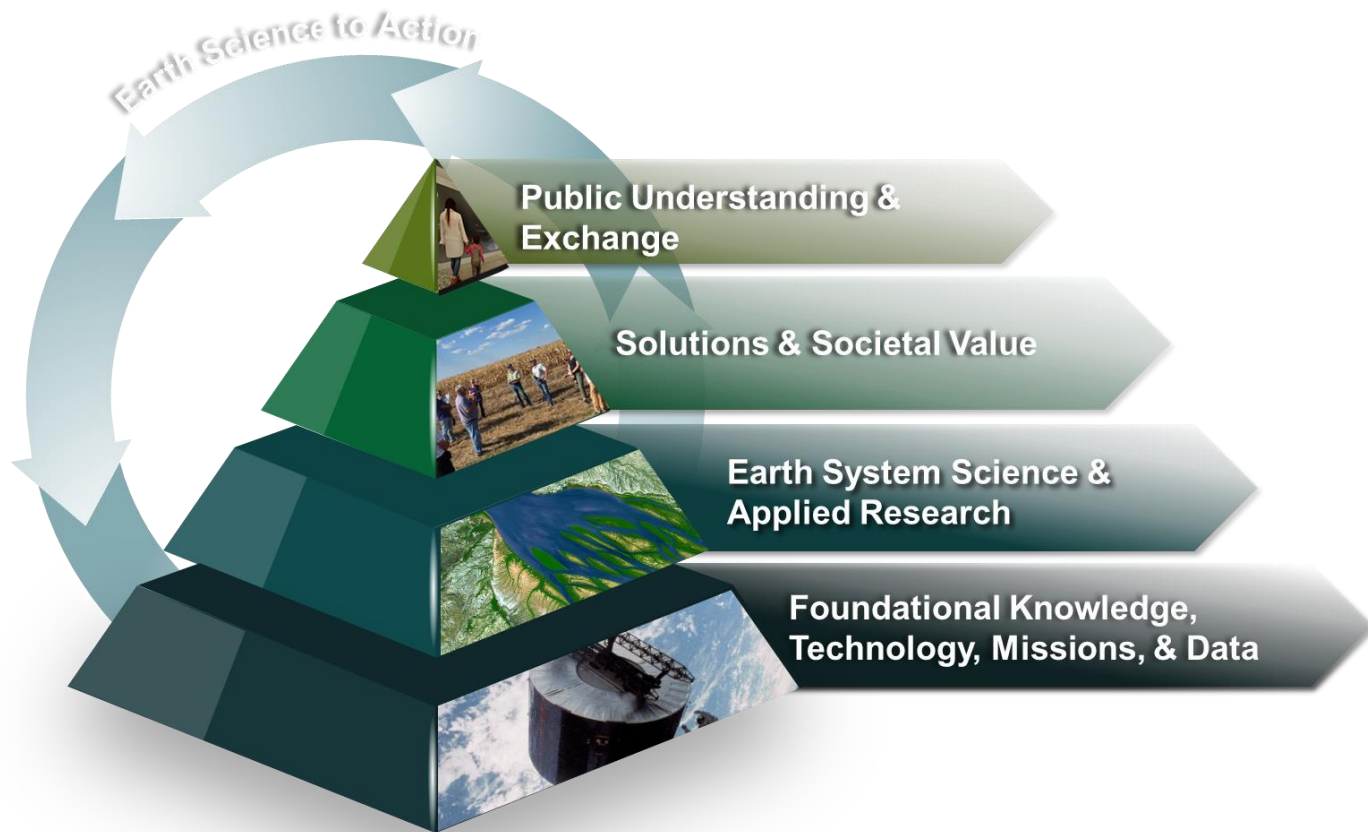 Earth Science to Action
Public Understanding &
Exchange
Solutions & Societal Value
Earth System Science &
Applied Research
Foundational Knowledge,
Technology, Missions, & Data